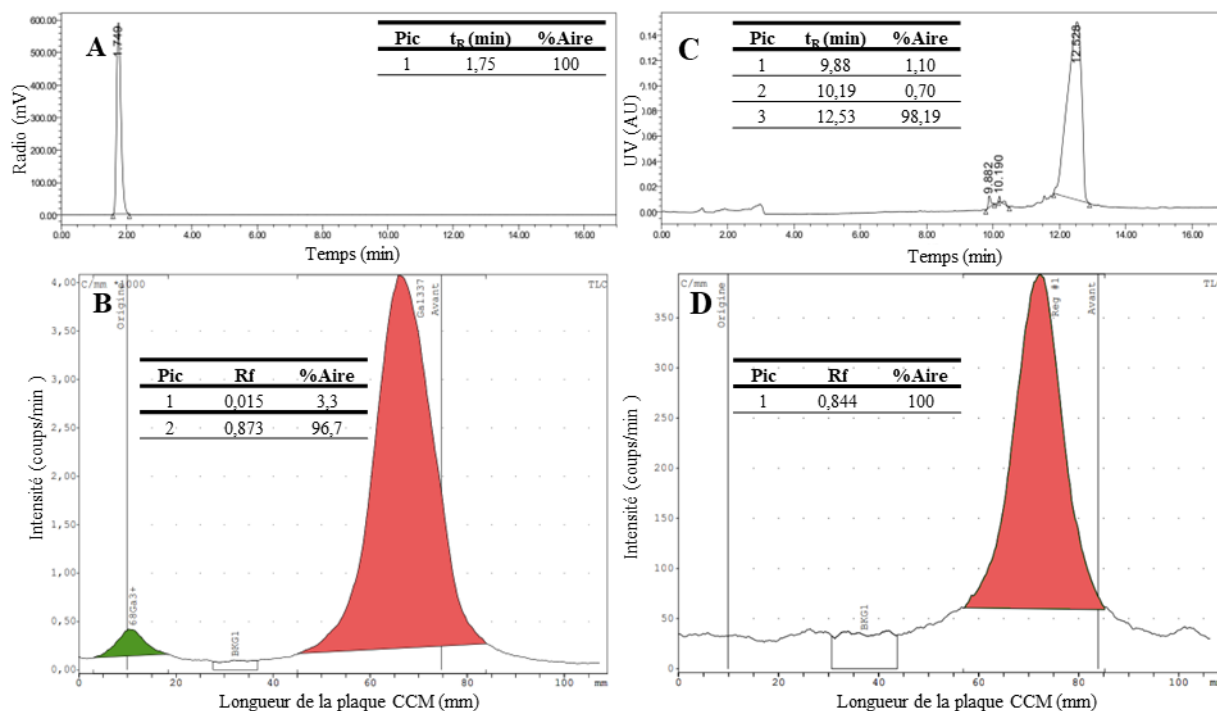 A
Radio (mV)
600.00
500.00
400.00
300.00
200.00
100.00
0.00
1.749
Pic tR (min) %Aire
1 1,75 100
0.00 2.00 4.00 6.00 8.00 10.00 12.00 14.00 16.00
Temps (min)
C
UV (AU)
0.14
0.12
0.10
0.08
0.06
0.04
0.02
0.00
Pic tR (min) %Aire
1 9,88 1,10
2 10,19 0,70
3 12,53 98,19
9.882
10.190
12.528
0.00 2.00 4.00 6.00 8.00 10.00 12.00 14.00 16.00
Temps (min)
B
C/mm *4000
TLC
Intensité (coups/min )
4,00
3,50
3,00
2,50
2,00
1,50
1,00
0,50
0,00
Origine
Ga1337
Avant
Pic Rf %Aire
1 0,015 3,3
2 0,873 96,7
68Ga3+
BKG1
0 20 40 60 80 100 mm
Longueur de la plaque CCM (mm)
D
C/mm
TLC
Intensité (coups/min )
350
300
250
200
150
100
50
0
Origine
Reg #1
Avant
Pic Rf %Aire
1 0,844 100
BKG1
0 20 40 60 80 100 mm
Longueur de la plaque CCM (mm)